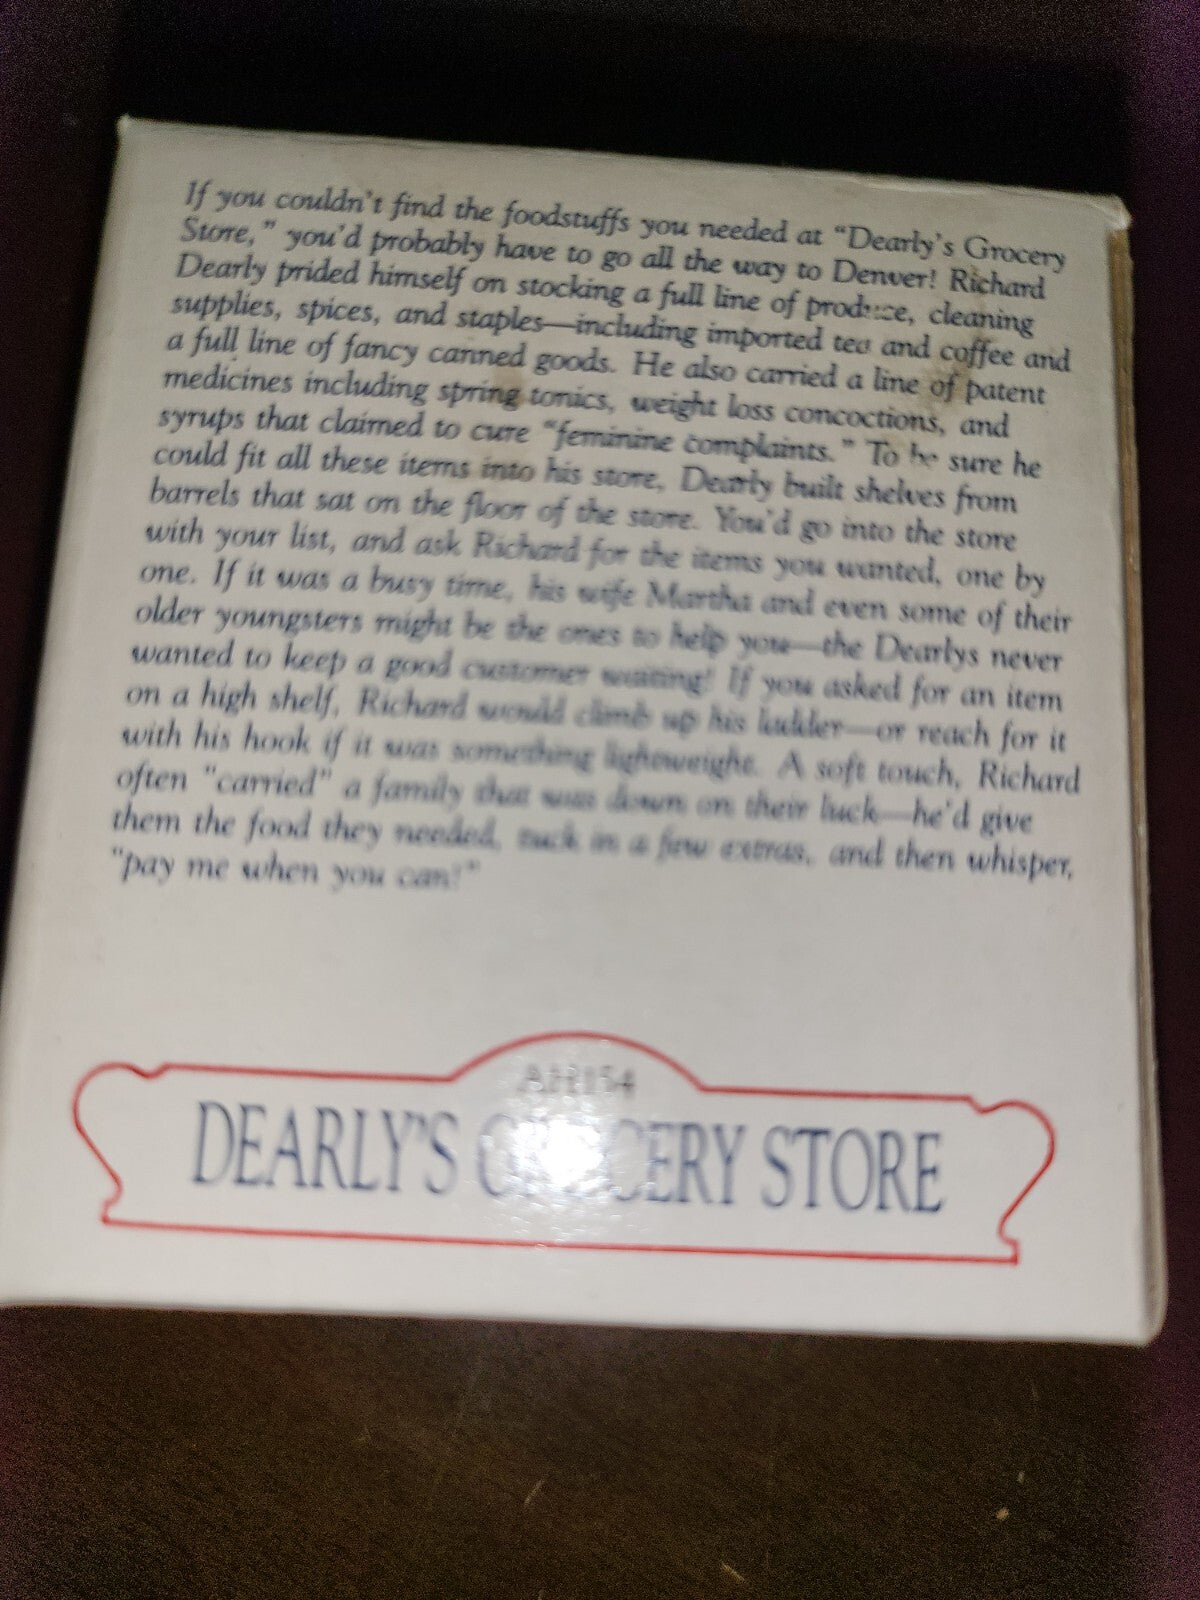 If you couldn't find the foodstuffs you needed at "Dearly's Grocery
Store," you'd probably have to go all the way to Denver! Richard
Dearly prided himself on stocking a full line of produce, cleaning
supplies, spices, and staples—including imported tea and coffee and
a full line of fancy canned goods. He also carried a line of patent
medicines including spring tonics, weight loss concoctions, and
syrups that claimed to cure "feminine complaints." To be sure he
could fit all these items into his store, Dearly built shelves from
barrels that sat on the floor of the store. You'd go into the store
with your list, and ask Richard for the items you wanted, one by
one. If it was a busy time, his wife Martha and even some of their
older youngsters might be the ones to help you—the Dearlys never
wanted to keep a good customer waiting! If you asked for an item
on a high shelf, Richard would climb up his ladder—or reach for it
with his hook if it was something lightweight. A soft touch, Richard
often "carried" a family that was down on their luck—he'd give
them the food they needed, tuck in a few extras, and then whisper,
"pay me when you can!"
AH154
DEARLY'S GROCERY STORE